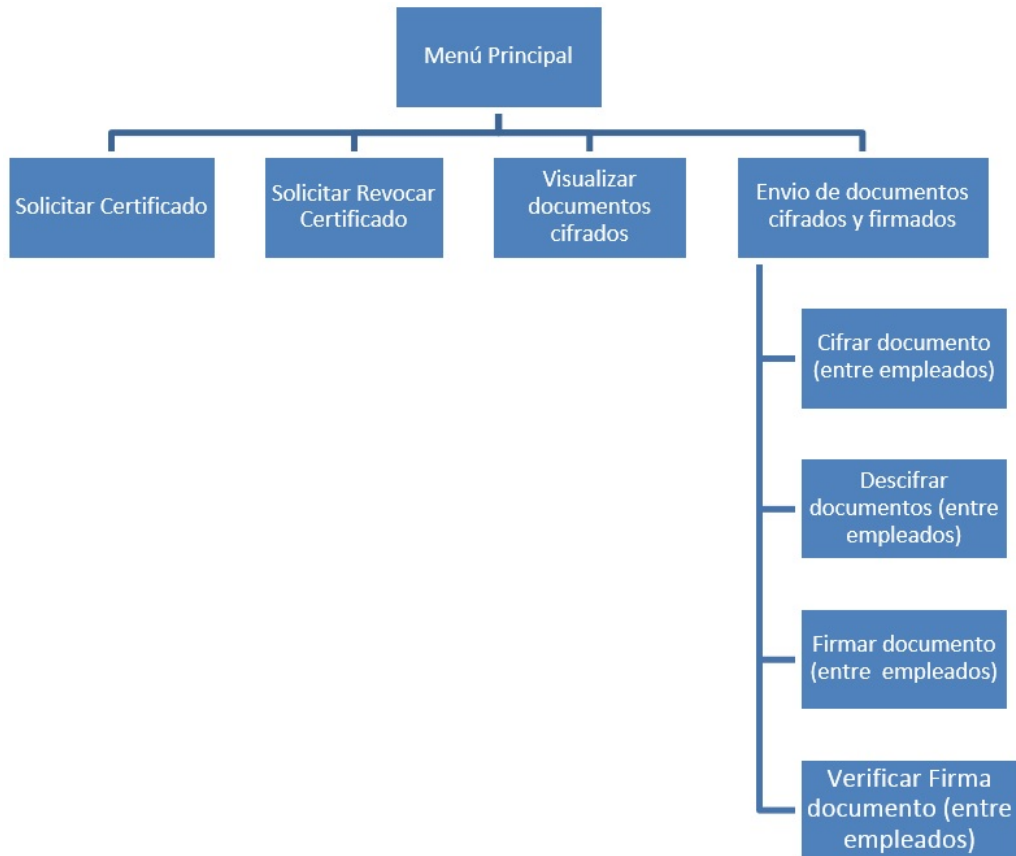 Menú Principal
Solicitar Certificado
Solicitar Revocar
Certificado
Visualizar
documentos
cifrados
Envio de documentos
cifrados y firmados
Cifrar documento
(entre empleados)
Descifrar
documentos (entre
empleados)
Firmar documento
(entre empleados)
Verificar Firma
documento (entre
empleados)